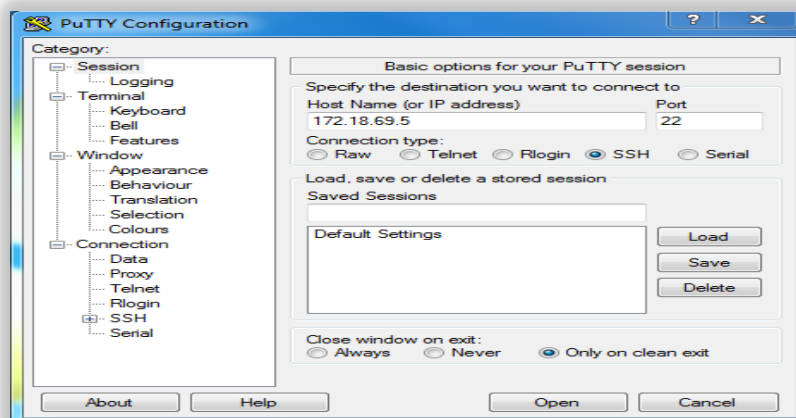 PuTTY Configuration
?
Category:
Session
Logging
Terminal
Keyboard
Bell
Features
Window
Appearance
Behaviour
Translation
Selection
Colours
Connection
Data
Proxy
Telnet
Rlogin
SSH
Serial
Basic options for your PuTTY session
Specify the destination you want to connect to
Host Name (or IP address) Port
172.18.69.5 22
Connection type:
Raw Telnet Rlogin SSH Serial
Load, save or delete a stored session
Saved Sessions
Default Settings
Load
Save
Delete
Close window on exit:
Always Never Only on clean exit
About Help Open Cancel